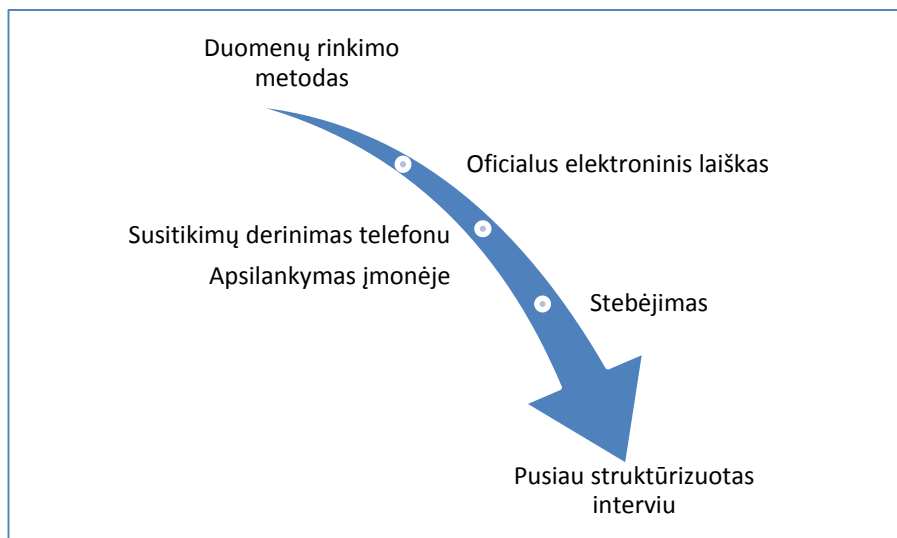 Duomenų rinkimo
metodas
Oficialus elektroninis laiškas
Susitikimų derinimas telefonu
Apsilankymas įmonėje
Stebėjimas
Pusiau struktūrizuotas
interviu